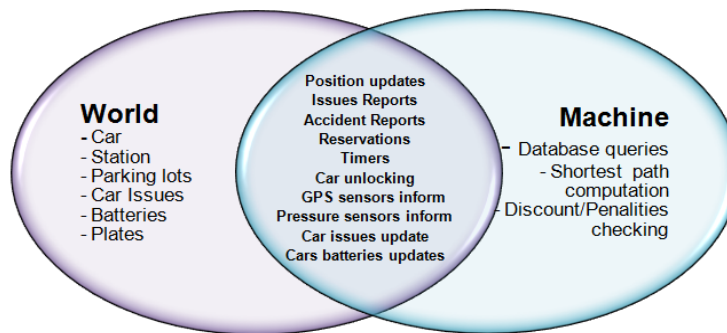 World
- Car
- Station
- Parking lots
- Car Issues
- Batteries
- Plates
Position updates
Issues Reports
Accident Reports
Reservations
Timers
Car unlocking
GPS sensors inform
Pressure sensors inform
Car issues update
Cars batteries updates
Machine
- Database queries
- Shortest path
computation
- Discount/Penalities
checking